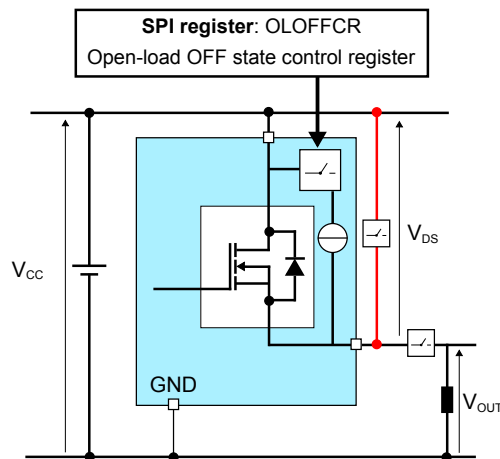 SPI register: OLOFFCR
Open-load OFF state control register
VCC
VDS
GND
VOUT